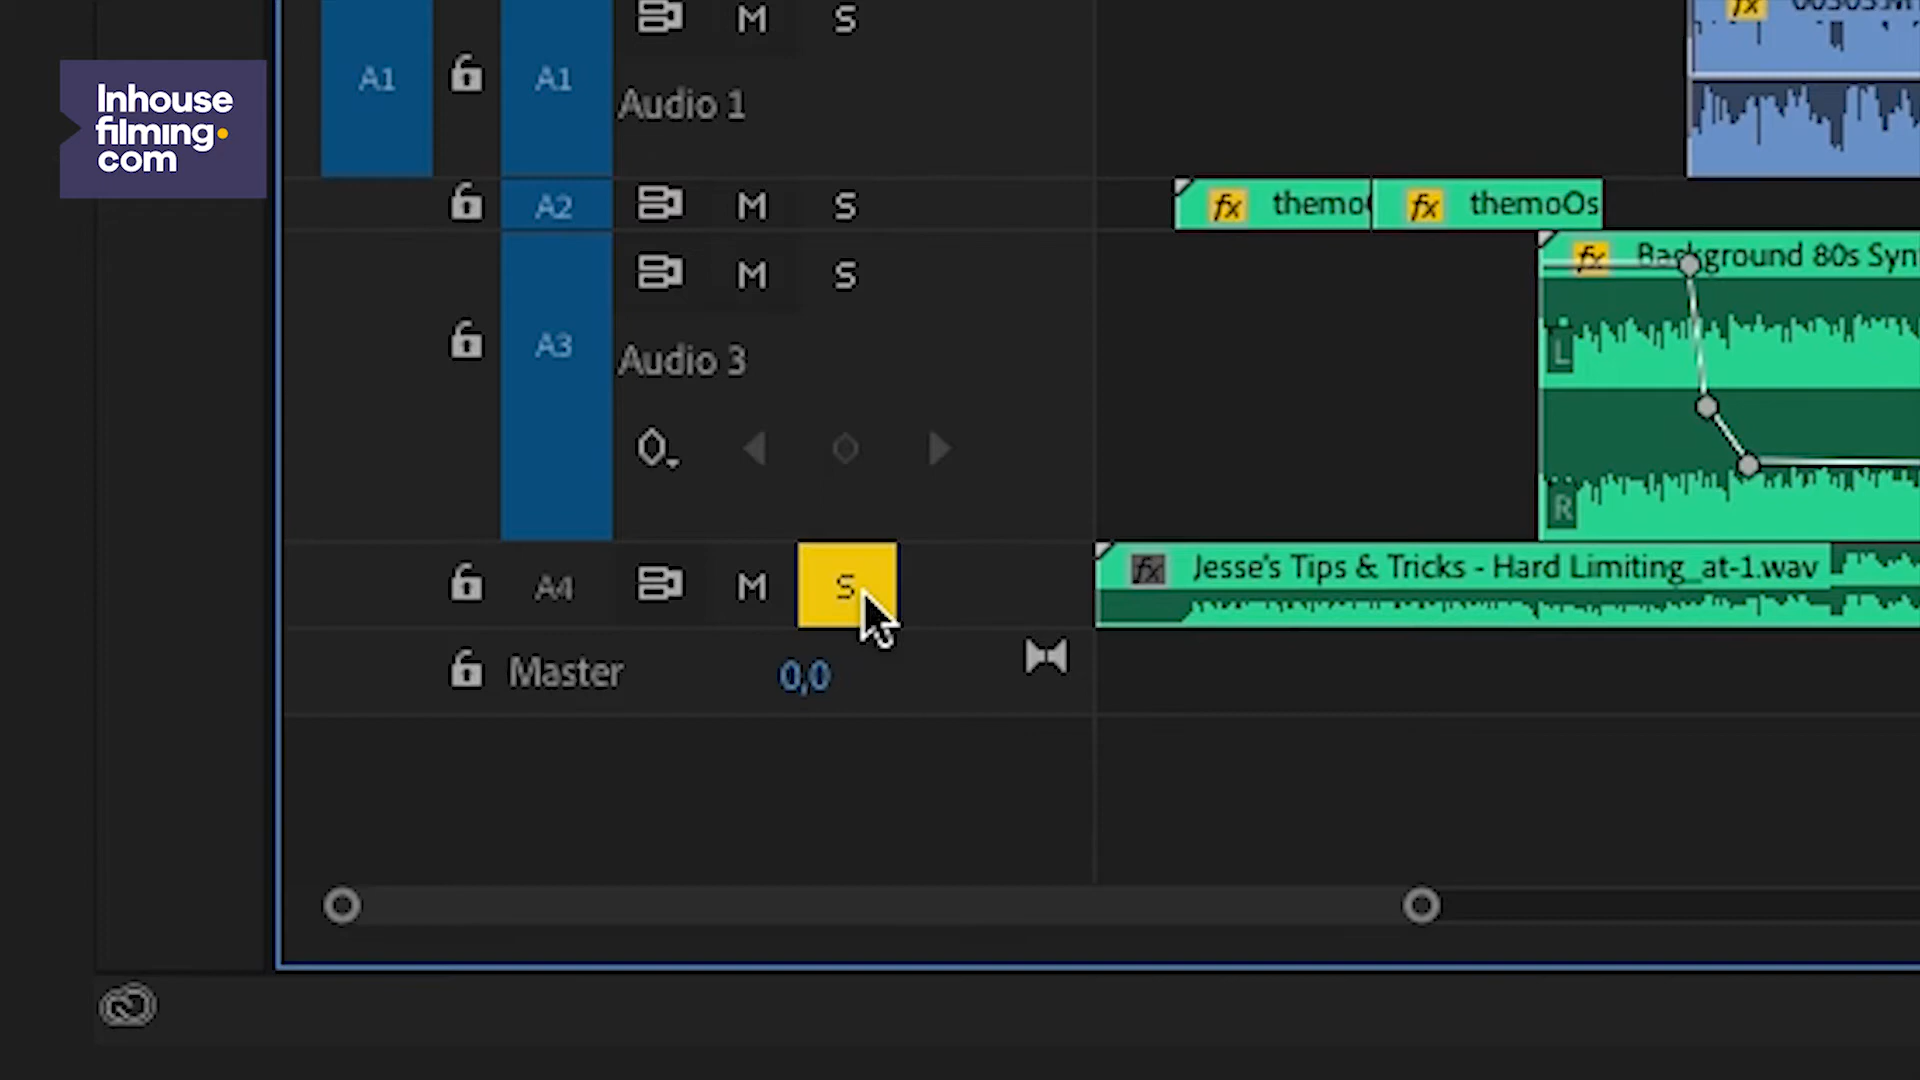 Inhouse
filming.
com
M S
A1 A1
Audio 1
A2 M S
fx themo
fx themoOs
M S
A3
Audio 3
fx Background 80s Syn
L
R
A4 M S
fx Jesse's Tips & Tricks - Hard Limiting_at-1.wav
Master 0,0